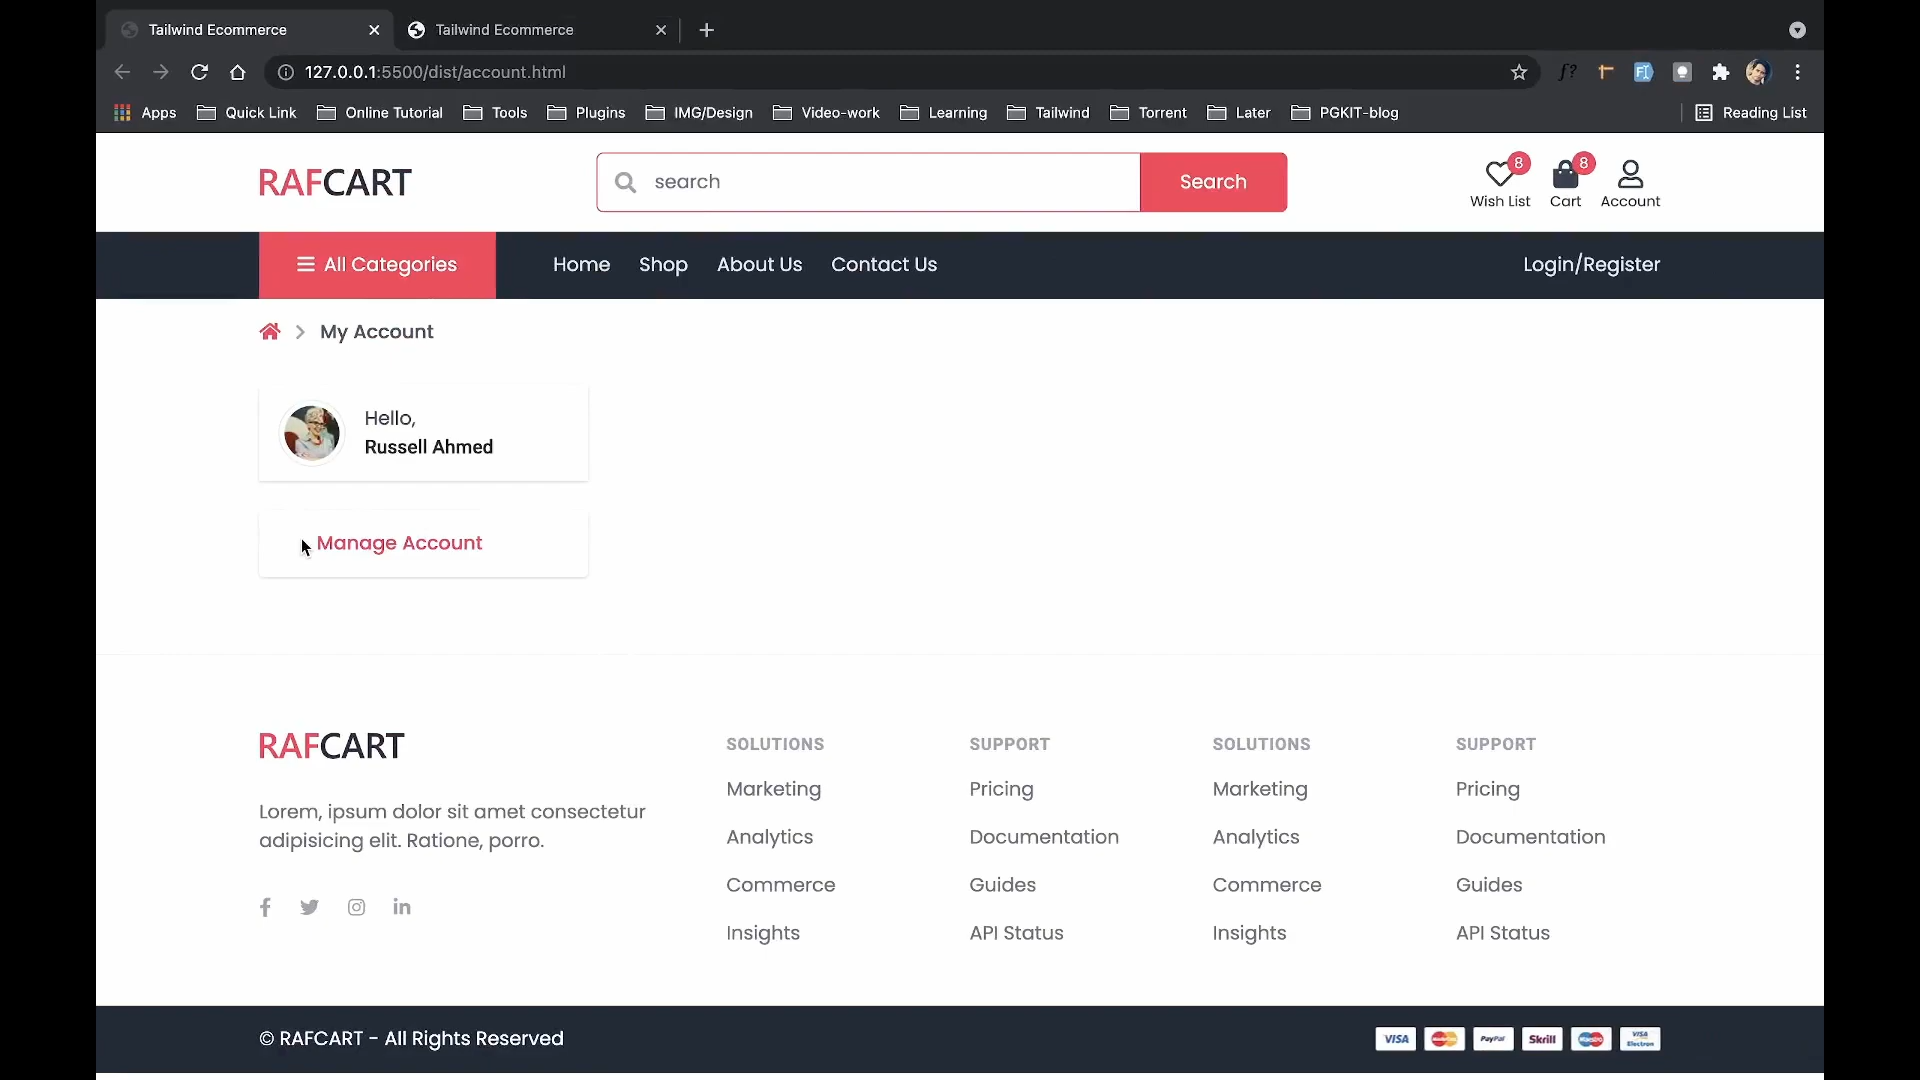 Tailwind Ecommerce
Tailwind Ecommerce
127.0.0.1:5500/dist/account.html
f?
Apps
Quick Link
Online Tutorial
Tools
Plugins
IMG/Design
Video-work
Learning
Tailwind
Torrent
Later
PGKIT-blog
Reading List
RAFCART
search
Search
8
Wish List
8
Cart
Account
All Categories
Home
Shop
About Us
Contact Us
Login/Register
My Account
Hello,
Russell Ahmed
Manage Account
RAFCART
Lorem, ipsum dolor sit amet consectetur
adipisicing elit. Ratione, porro.
SOLUTIONS
Marketing
Analytics
Commerce
Insights
SUPPORT
Pricing
Documentation
Guides
API Status
SOLUTIONS
Marketing
Analytics
Commerce
Insights
SUPPORT
Pricing
Documentation
Guides
API Status
© RAFCART - All Rights Reserved
VISA
PayPal
Skrill
VISA
Electron